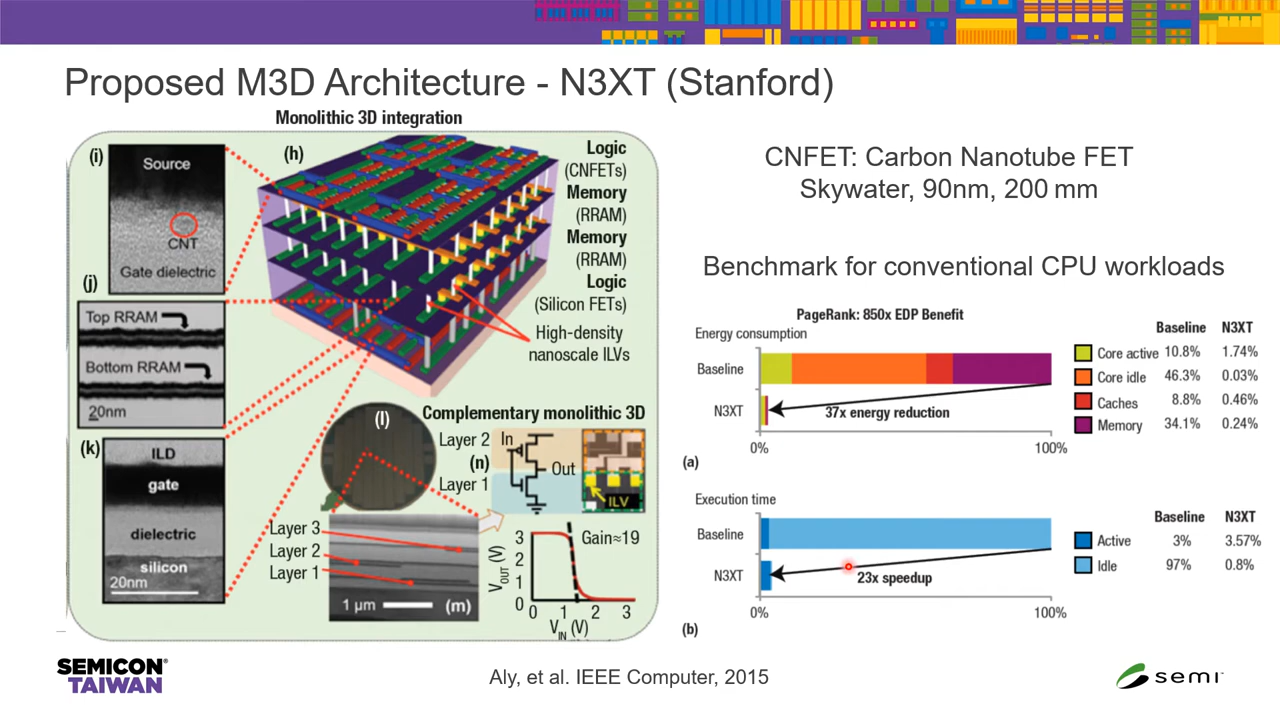 Proposed M3D Architecture - N3XT (Stanford)
Monolithic 3D integration
(i)
Source
CNT
Gate dielectric
(h)
Logic
(CNFETs)
Memory
(RRAM)
Memory
(RRAM)
Logic
(Silicon FETs)
High-density
nanoscale ILVs
(j)
Top RRAM
Bottom RRAM
20nm
(k)
ILD
gate
dielectric
silicon
20nm
(l)
Complementary monolithic 3D
Layer 2
(n)
Layer 1
In
Out
ILV
Layer 3
Layer 2
Layer 1
1 µm
(m)
Gain≈19
VOUT (V)
3
2
1
0
0 1 2 3
VIN (V)
CNFET: Carbon Nanotube FET
Skywater, 90nm, 200 mm
Benchmark for conventional CPU workloads
PageRank: 850x EDP Benefit
Energy consumption
Baseline
N3XT
37x energy reduction
0%
100%
(a)
Baseline N3XT
Core active 10.8% 1.74%
Core idle 46.3% 0.03%
Caches 8.8% 0.46%
Memory 34.1% 0.24%
Execution time
Baseline
N3XT
23x speedup
0%
100%
(b)
Baseline N3XT
Active 3% 3.57%
Idle 97% 0.8%
SEMICON®
TAIWAN
Aly, et al. IEEE Computer, 2015
semi